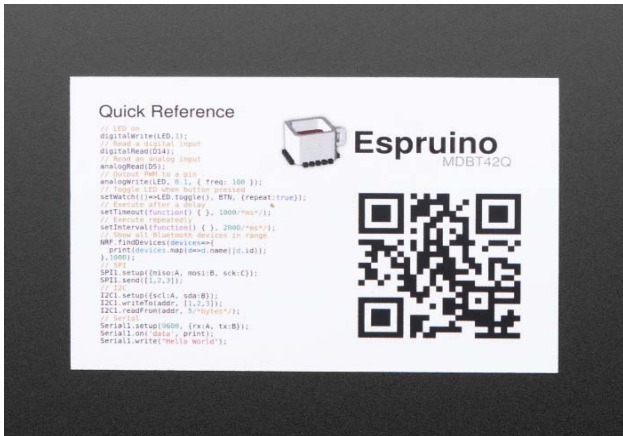 Quick Reference
// LED on
digitalWrite(LED,1);
// Read a digital input
digitalRead(D14);
// Read an analog input
analogRead(D5);
// Output PWM to a pin
analogWrite(LED, 0.1, { freq: 100 });
// Toggle LED when button pressed
setWatch(()=>LED.toggle(), BTN, {repeat:true});
// Execute after a delay
setTimeout(function() { }, 1000/*ms*/);
// Execute repeatedly
setInterval(function() { }, 2000/*ms*/);
// Show all Bluetooth devices in range
NRF.findDevices(devices=>{
print(devices.map(d=>d.name||d.id));
},1000);
// SPI
SPI1.setup({miso:A, mosi:B, sck:C});
SPI1.send([1,2,3]);
// I2C
I2C1.setup({scl:A, sda:B});
I2C1.writeTo(addr, [1,2,3]);
I2C1.readFrom(addr, 5/*bytes*/);
// Serial
Serial1.setup(9600, {rx:A, tx:B});
Serial1.on('data', print);
Serial1.write("Hello World");
Espruino
MDBT42Q